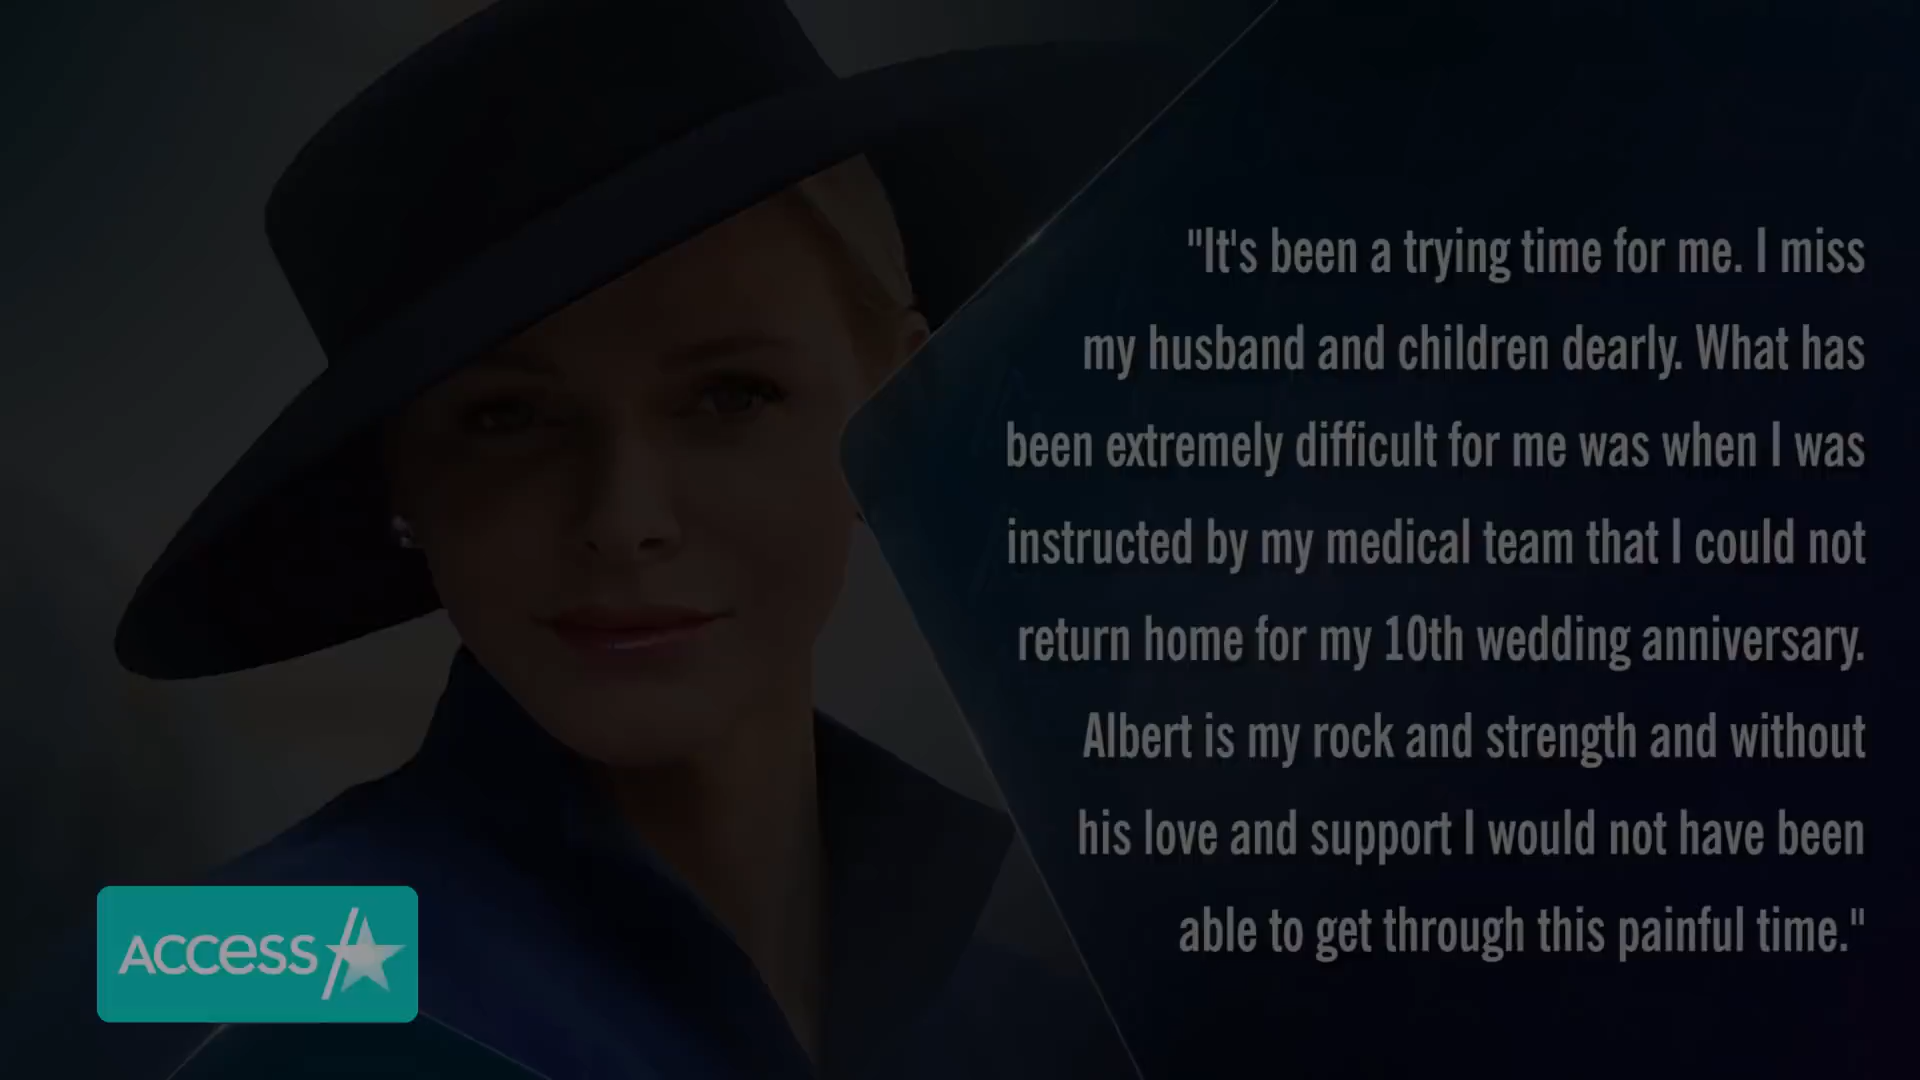 "It's been a trying time for me. I miss
my husband and children dearly. What has
been extremely difficult for me was when I was
instructed by my medical team that I could not
return home for my 10th wedding anniversary.
Albert is my rock and strength and without
his love and support I would not have been
able to get through this painful time."
access